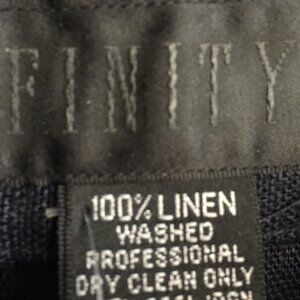 FINITY
100% LINEN
WASHED
PROFESSIONAL
DRY CLEAN ONLY